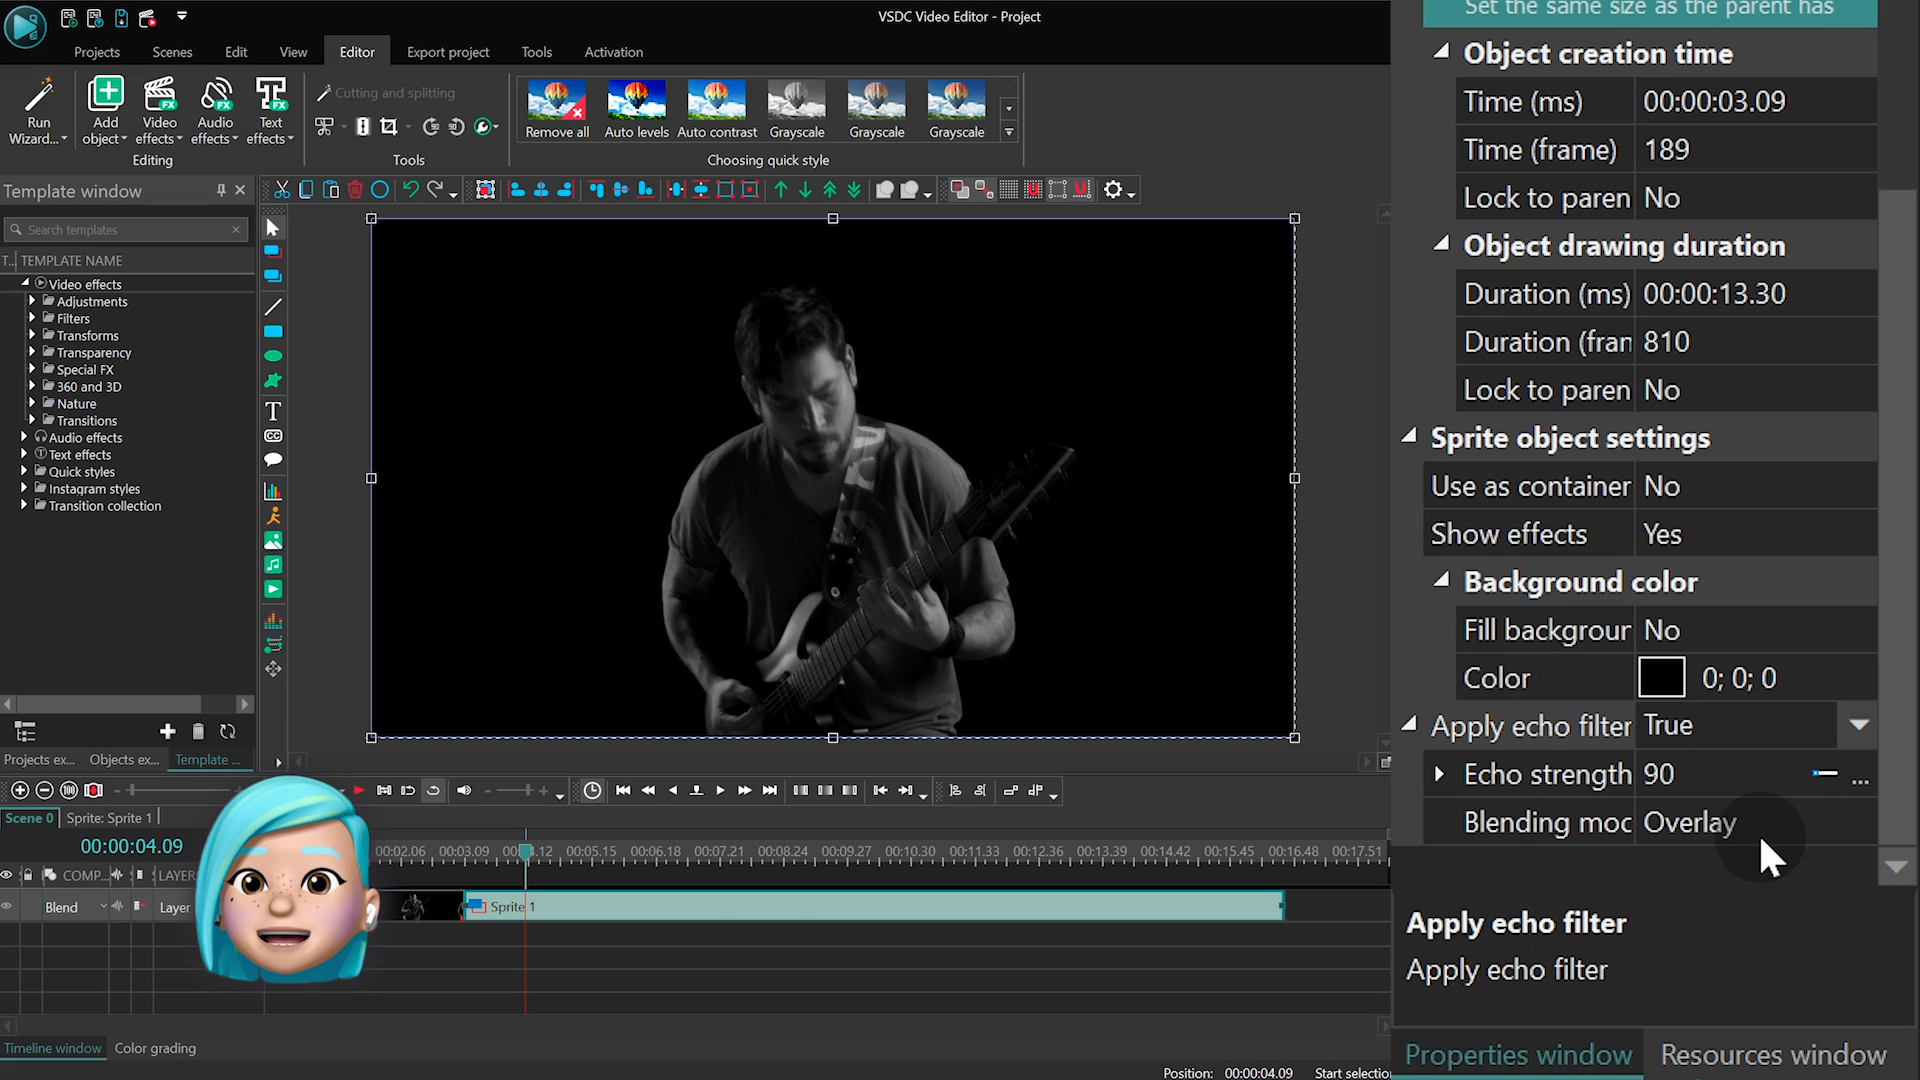 VSDC Video Editor - Project
Projects
Scenes
Edit
View
Editor
Export project
Tools
Activation
Run
Wizard...
Add
object
Video
effects
Audio
effects
Text
effects
Editing
Cutting and splitting
Tools
Remove all
Auto levels
Auto contrast
Grayscale
Grayscale
Grayscale
Choosing quick style
Template window
Search templates
T...
TEMPLATE NAME
Video effects
Adjustments
Filters
Transforms
Transparency
Special FX
360 and 3D
Nature
Transitions
Audio effects
Text effects
Quick styles
Instagram styles
Transition collection
Projects ex...
Objects ex...
Template ...
Scene 0
Sprite: Sprite 1
00:00:04.09
00:02.06
00:03.09
00:05.15
00:06.18
00:07.21
00:08.24
00:09.27
00:10.30
00:11.33
00:12.36
00:13.39
00:14.42
00:15.45
00:16.48
00:17.51
COMP...
LAYERS
Blend
Layer
Sprite 1
Timeline window
Color grading
Position: 00:00:04.09
Start selectio
Set the same size as the parent has
Object creation time
Time (ms) 00:00:03.09
Time (frame) 189
Lock to paren No
Object drawing duration
Duration (ms) 00:00:13.30
Duration (fran 810
Lock to paren No
Sprite object settings
Use as container No
Show effects Yes
Background color
Fill backgrour No
Color 0; 0; 0
Apply echo filter True
Echo strength 90 ...
Blending moc Overlay
Apply echo filter
Apply echo filter
Properties window
Resources window